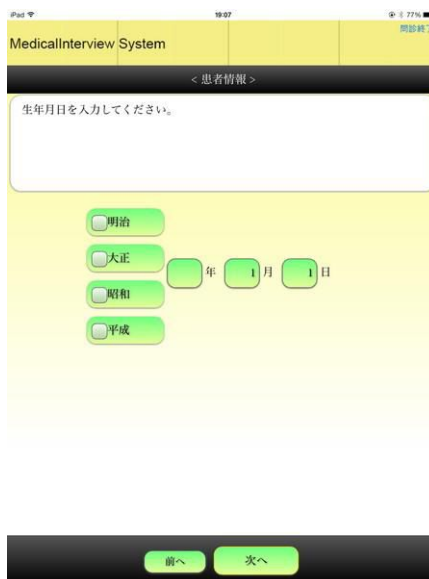 iPad 19:07 77%
MedicalInterview System
問診終了
<患者情報>
生年月日を入力してください。
明治
大正
昭和
平成
年 1 月 1 日
前へ 次へ